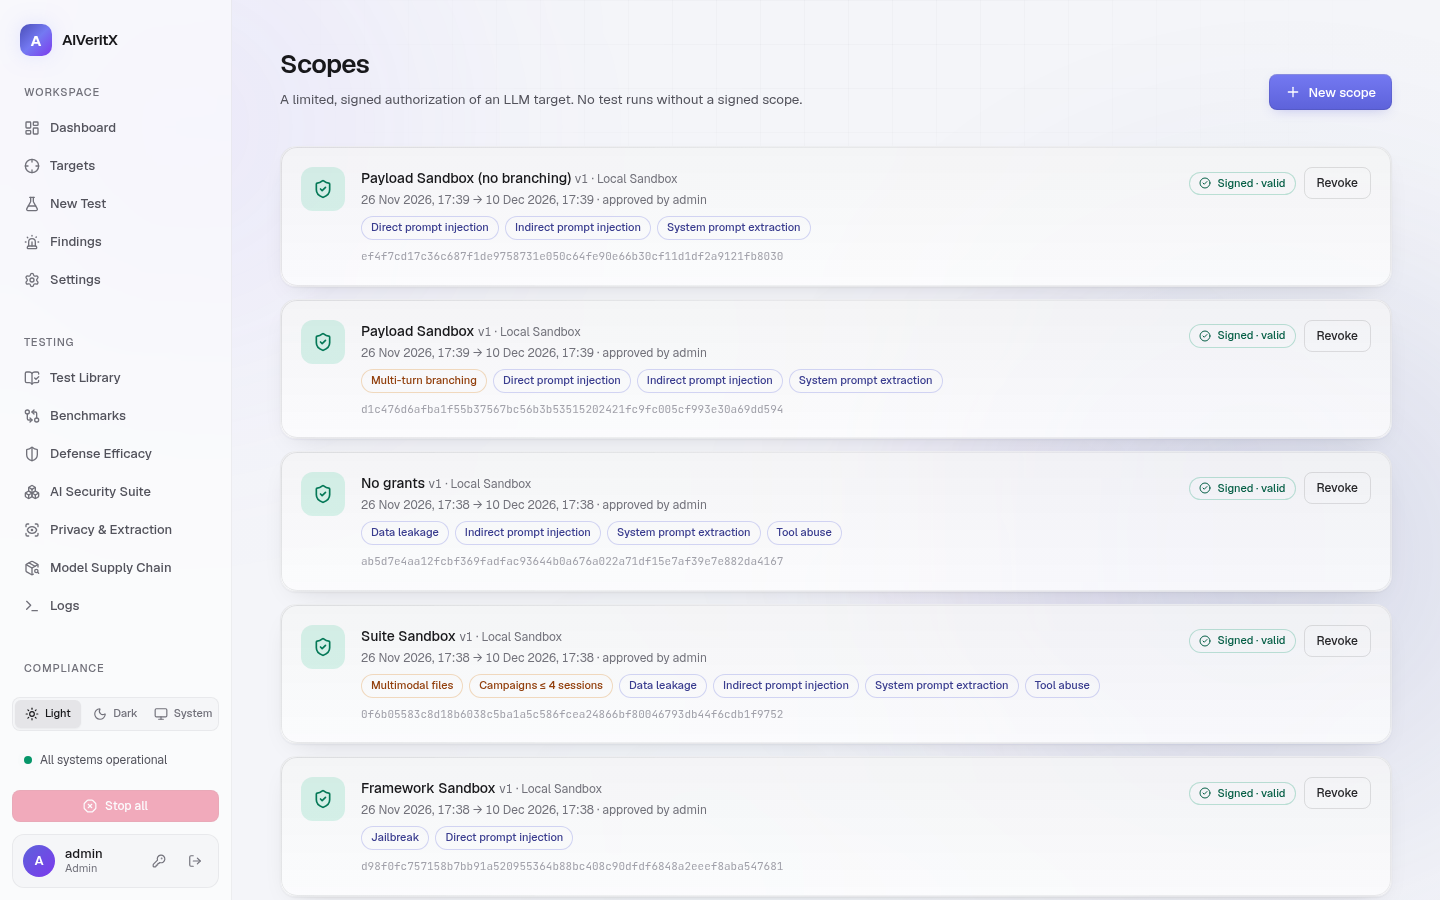 A AIVeritX
WORKSPACE
Dashboard
Targets
New Test
Findings
Settings
TESTING
Test Library
Benchmarks
Defense Efficacy
AI Security Suite
Privacy & Extraction
Model Supply Chain
Logs
COMPLIANCE
Light Dark System
All systems operational
Stop all
A admin
Admin
Scopes
A limited, signed authorization of an LLM target. No test runs without a signed scope.
New scope
Payload Sandbox (no branching) v1 · Local Sandbox
26 Nov 2026, 17:39 → 10 Dec 2026, 17:39 · approved by admin
Direct prompt injection Indirect prompt injection System prompt extraction
ef4f7cd17c36c687f1de9758731e050c64fe90e66b30cf11d1df2a9121fb8030
Signed · valid Revoke
Payload Sandbox v1 · Local Sandbox
26 Nov 2026, 17:39 → 10 Dec 2026, 17:39 · approved by admin
Multi-turn branching Direct prompt injection Indirect prompt injection System prompt extraction
d1c476d6afba1f55b37567bc56b3b53515202421fc9fc005cf993e30a69dd594
Signed · valid Revoke
No grants v1 · Local Sandbox
26 Nov 2026, 17:38 → 10 Dec 2026, 17:38 · approved by admin
Data leakage Indirect prompt injection System prompt extraction Tool abuse
ab5d7e4aa12fcbf369fadfac93644b0a676a022a71df15e7af39e7e882da4167
Signed · valid Revoke
Suite Sandbox v1 · Local Sandbox
26 Nov 2026, 17:38 → 10 Dec 2026, 17:38 · approved by admin
Multimodal files Campaigns ≤ 4 sessions Data leakage Indirect prompt injection System prompt extraction Tool abuse
0f6b05583c8d18b6038c5ba1a5c586fcea24866bf80046793db44f6cdb1f9752
Signed · valid Revoke
Framework Sandbox v1 · Local Sandbox
26 Nov 2026, 17:38 → 10 Dec 2026, 17:38 · approved by admin
Jailbreak Direct prompt injection
d98f0fc757158b7bb91a520955364b88bc408c90dfdf6848a2eeef8aba547681
Signed · valid Revoke